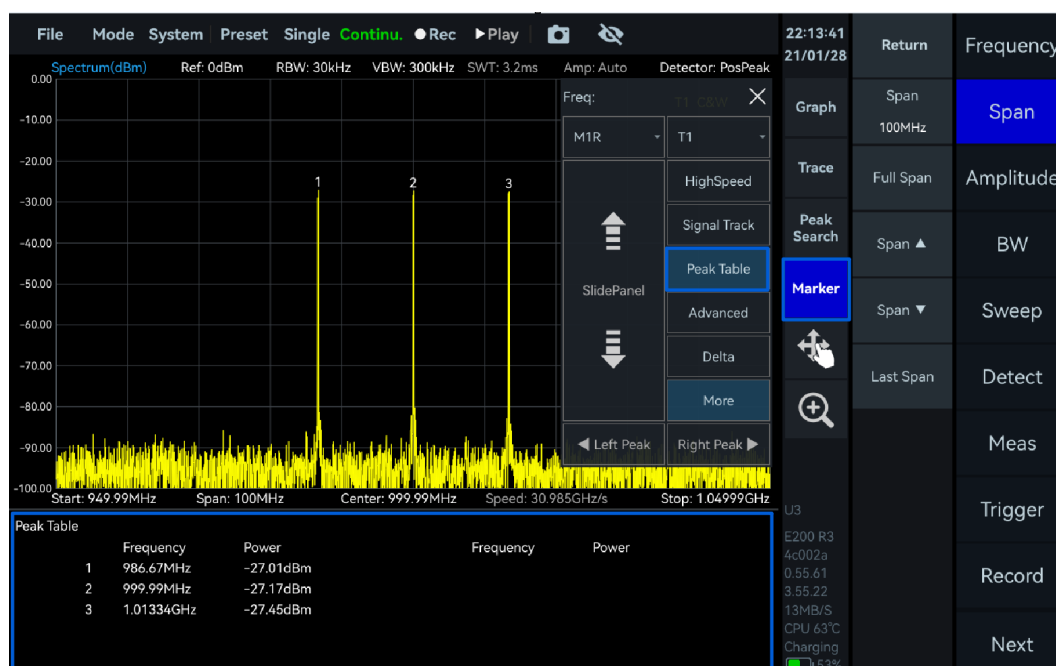 File Mode System Preset Single Continu. Rec Play
22:13:41
21/01/28
Spectrum(dBm) Ref: 0dBm RBW: 30kHz VBW: 300kHz SWT: 3.2ms Amp: Auto Detector: PosPeak
0.00
-10.00
-20.00
-30.00
-40.00
-50.00
-60.00
-70.00
-80.00
-90.00
-100.00
1 2 3
Start: 949.99MHz Span: 100MHz Center: 999.99MHz Speed: 30.985GHz/s Stop: 1.04999GHz
Freq: T1 C&W
M1R T1
HighSpeed
Signal Track
Peak Table
SlidePanel
Advanced
Delta
More
Left Peak Right Peak
Graph
Trace
Peak
Search
Marker
Return
Span
100MHz
Full Span
Span ▲
Span ▼
Last Span
Frequency
Span
Amplitude
BW
Sweep
Detect
Meas
Trigger
Record
Next
Peak Table
Frequency Power Frequency Power
1 986.67MHz -27.01dBm
2 999.99MHz -27.17dBm
3 1.01334GHz -27.45dBm
U3
E200 R3
4c002a
0.55.61
3.55.22
13MB/S
CPU 63℃
Charging
53%